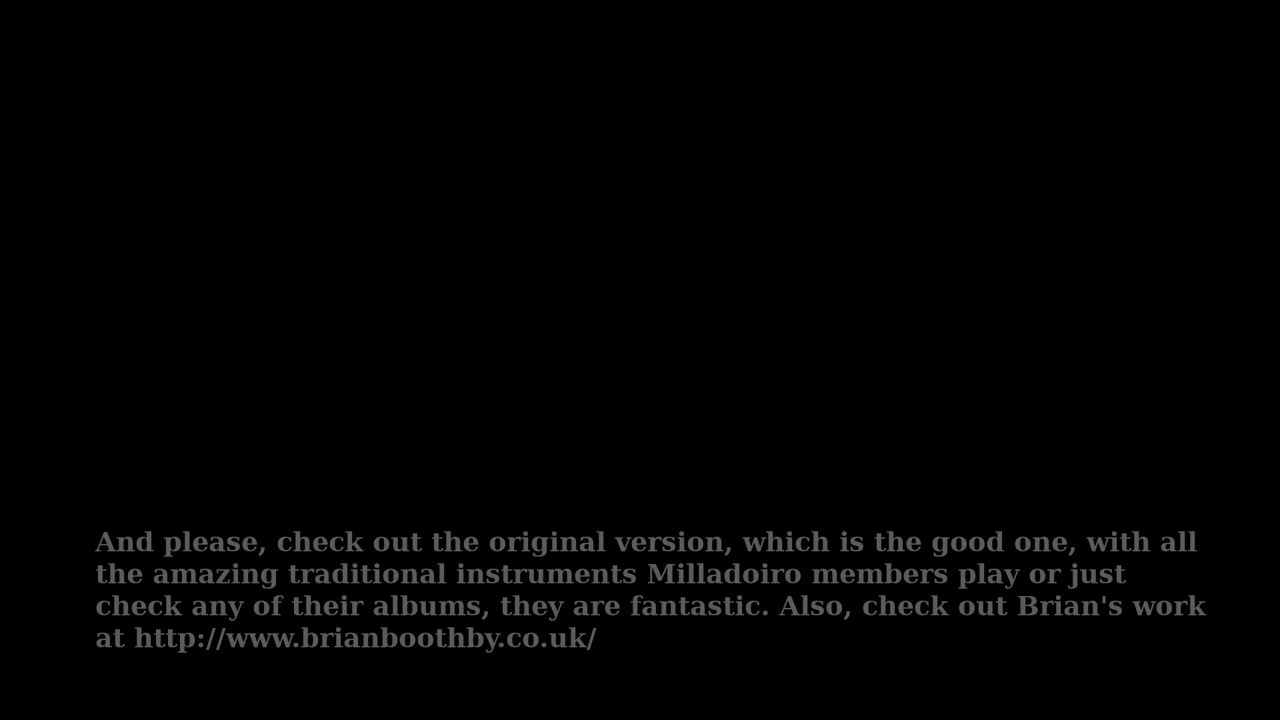 And please, check out the original version, which is the good one, with all
the amazing traditional instruments Milladoiro members play or just
check any of their albums, they are fantastic. Also, check out Brian's work
at http://www.brianboothby.co.uk/